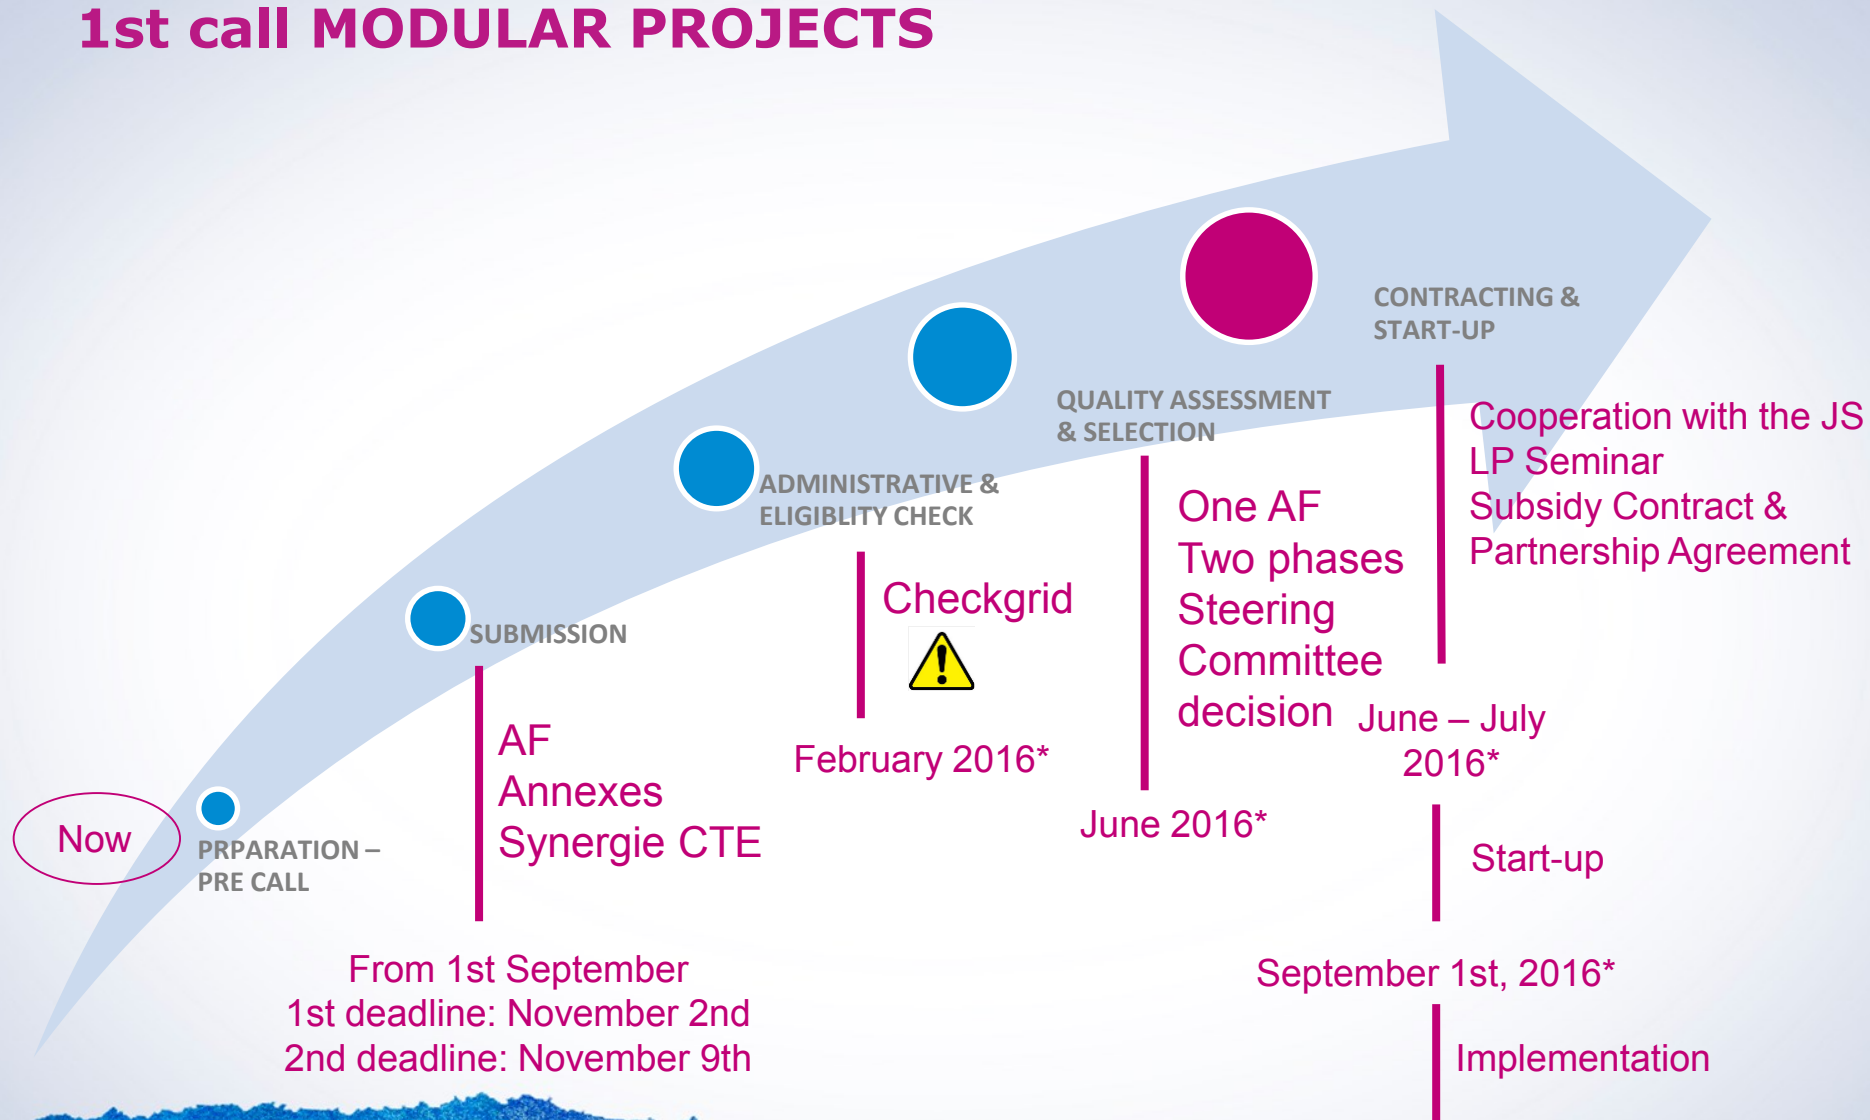 1st call MODULAR PROJECTS
Now
PRPARATION –
PRE CALL
SUBMISSION
AF
Annexes
Synergie CTE
From 1st September
1st deadline: November 2nd
2nd deadline: November 9th
ADMINISTRATIVE &
ELIGIBLITY CHECK
Checkgrid
February 2016*
QUALITY ASSESSMENT
& SELECTION
One AF
Two phases
Steering
Committee
decision
June 2016*
CONTRACTING &
START-UP
Cooperation with the JS
LP Seminar
Subsidy Contract &
Partnership Agreement
June – July
2016*
Start-up
September 1st, 2016*
Implementation